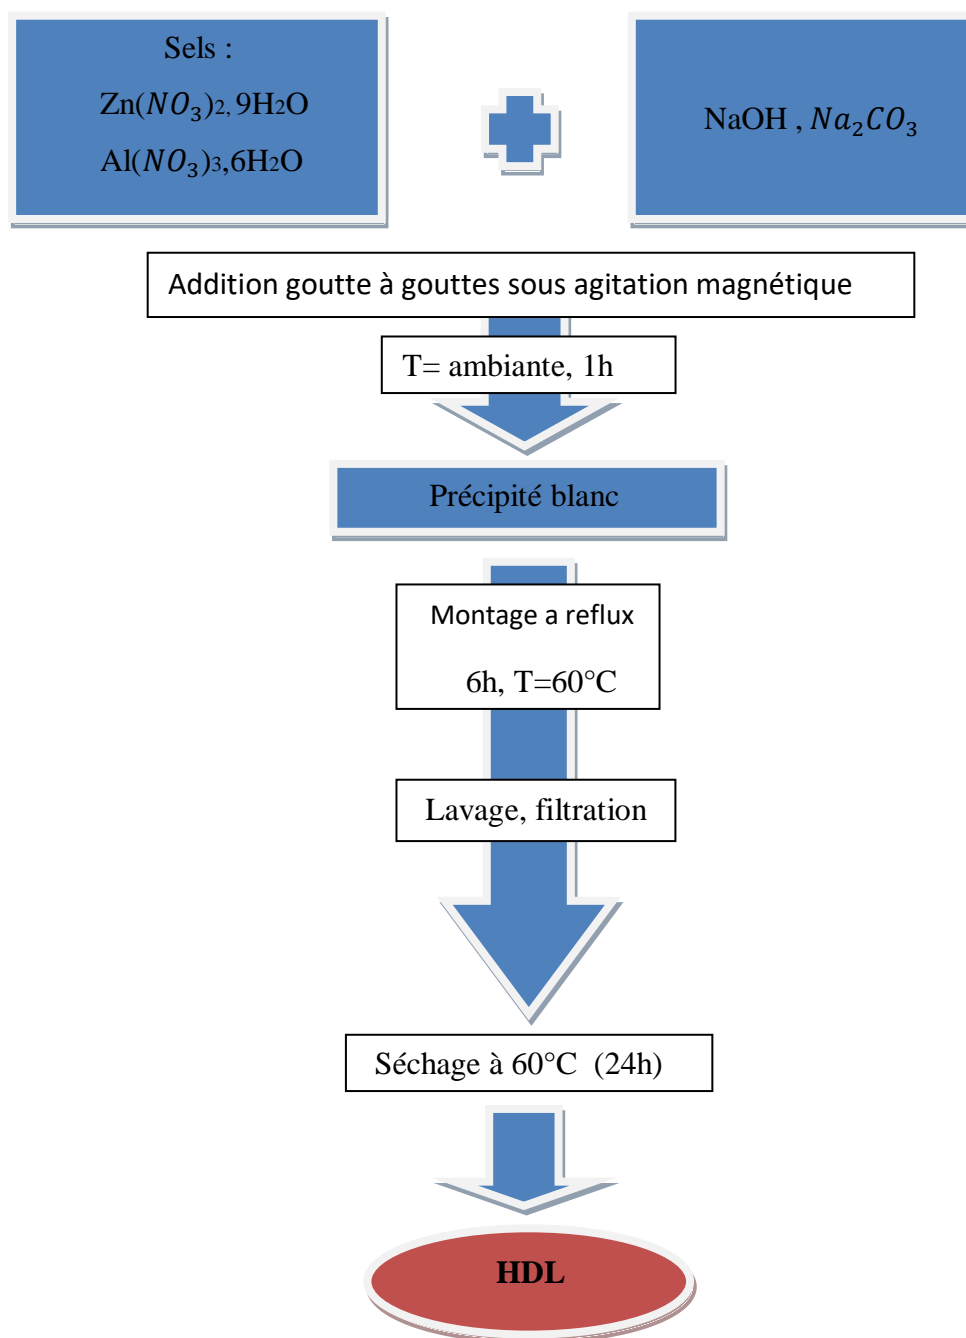 Sels :
Zn(𝑁𝑂₃)₂, 9H₂O
Al(𝑁𝑂₃)₃,6H₂O
NaOH , 𝑁𝑎₂𝐶𝑂₃
Addition goutte à gouttes sous agitation magnétique
T= ambiante, 1h
Précipité blanc
Montage a reflux
6h, T=60°C
Lavage, filtration
Séchage à 60°C (24h)
HDL